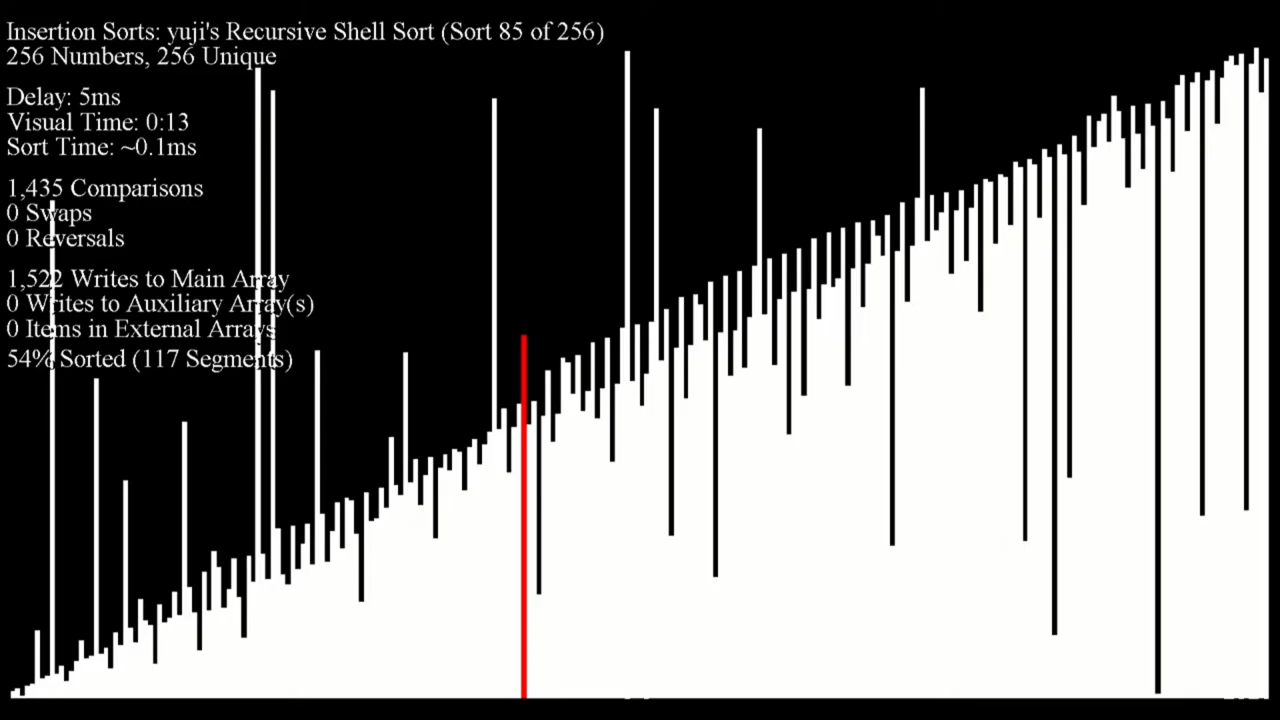 Insertion Sorts: yuji's Recursive Shell Sort (Sort 85 of 256)
256 Numbers, 256 Unique
Delay: 5ms
Visual Time: 0:13
Sort Time: ~0.1ms
1,435 Comparisons
0 Swaps
0 Reversals
1,522 Writes to Main Array
0 Writes to Auxiliary Array(s)
0 Items in External Arrays
54% Sorted (117 Segments)